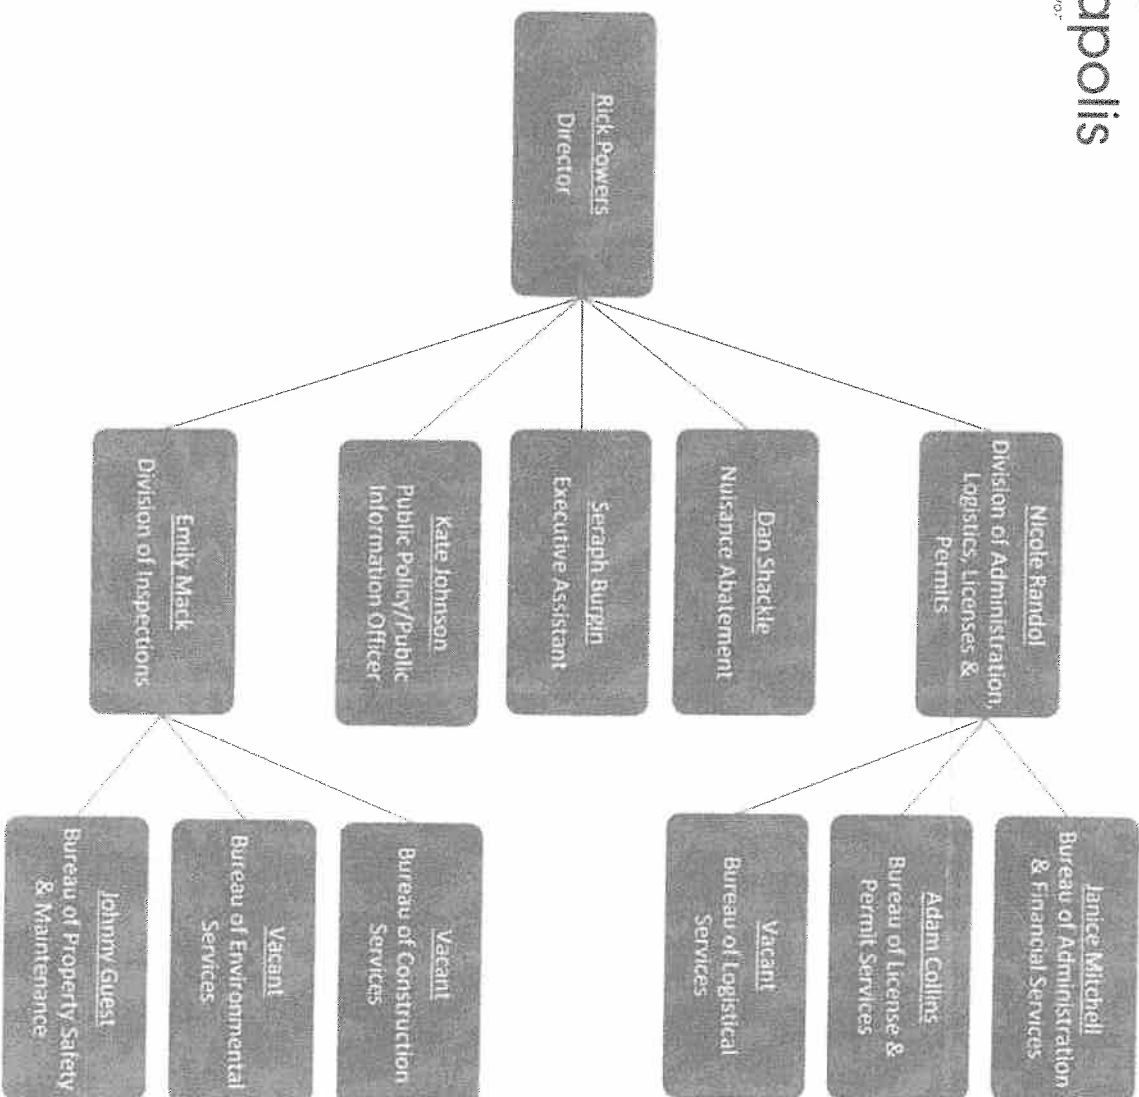 apolis
Rick Powers
Director
Nicole Randol
Division of Administration,
Logistics, Licenses &
Permits
Dan Shackle
Nuisance Abatement
Seraph Burgin
Executive Assistant
Kate Johnson
Public Policy/Public
Information Officer
Emily Mack
Division of Inspections
Janice Mitchell
Bureau of Administration
& Financial Services
Adam Collins
Bureau of License &
Permit Services
Vacant
Bureau of Logistical
Services
Vacant
Bureau of Construction
Services
Vacant
Bureau of Environmental
Services
Johnny Guest
Bureau of Property Safety
& Maintenance